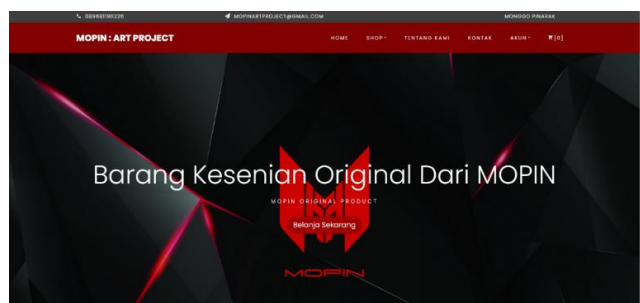 MOPINARTPROJECT@GMAIL.COM
MONGGO PINARAK
MOPIN : ART PROJECT
HOME
SHOP
TENTANG KAMI
KONTAK
AKUN
[0]
Barang Kesenian Original Dari MOPIN
MOPIN ORIGINAL PRODUCT
Belanja Sekarang
MOPIN